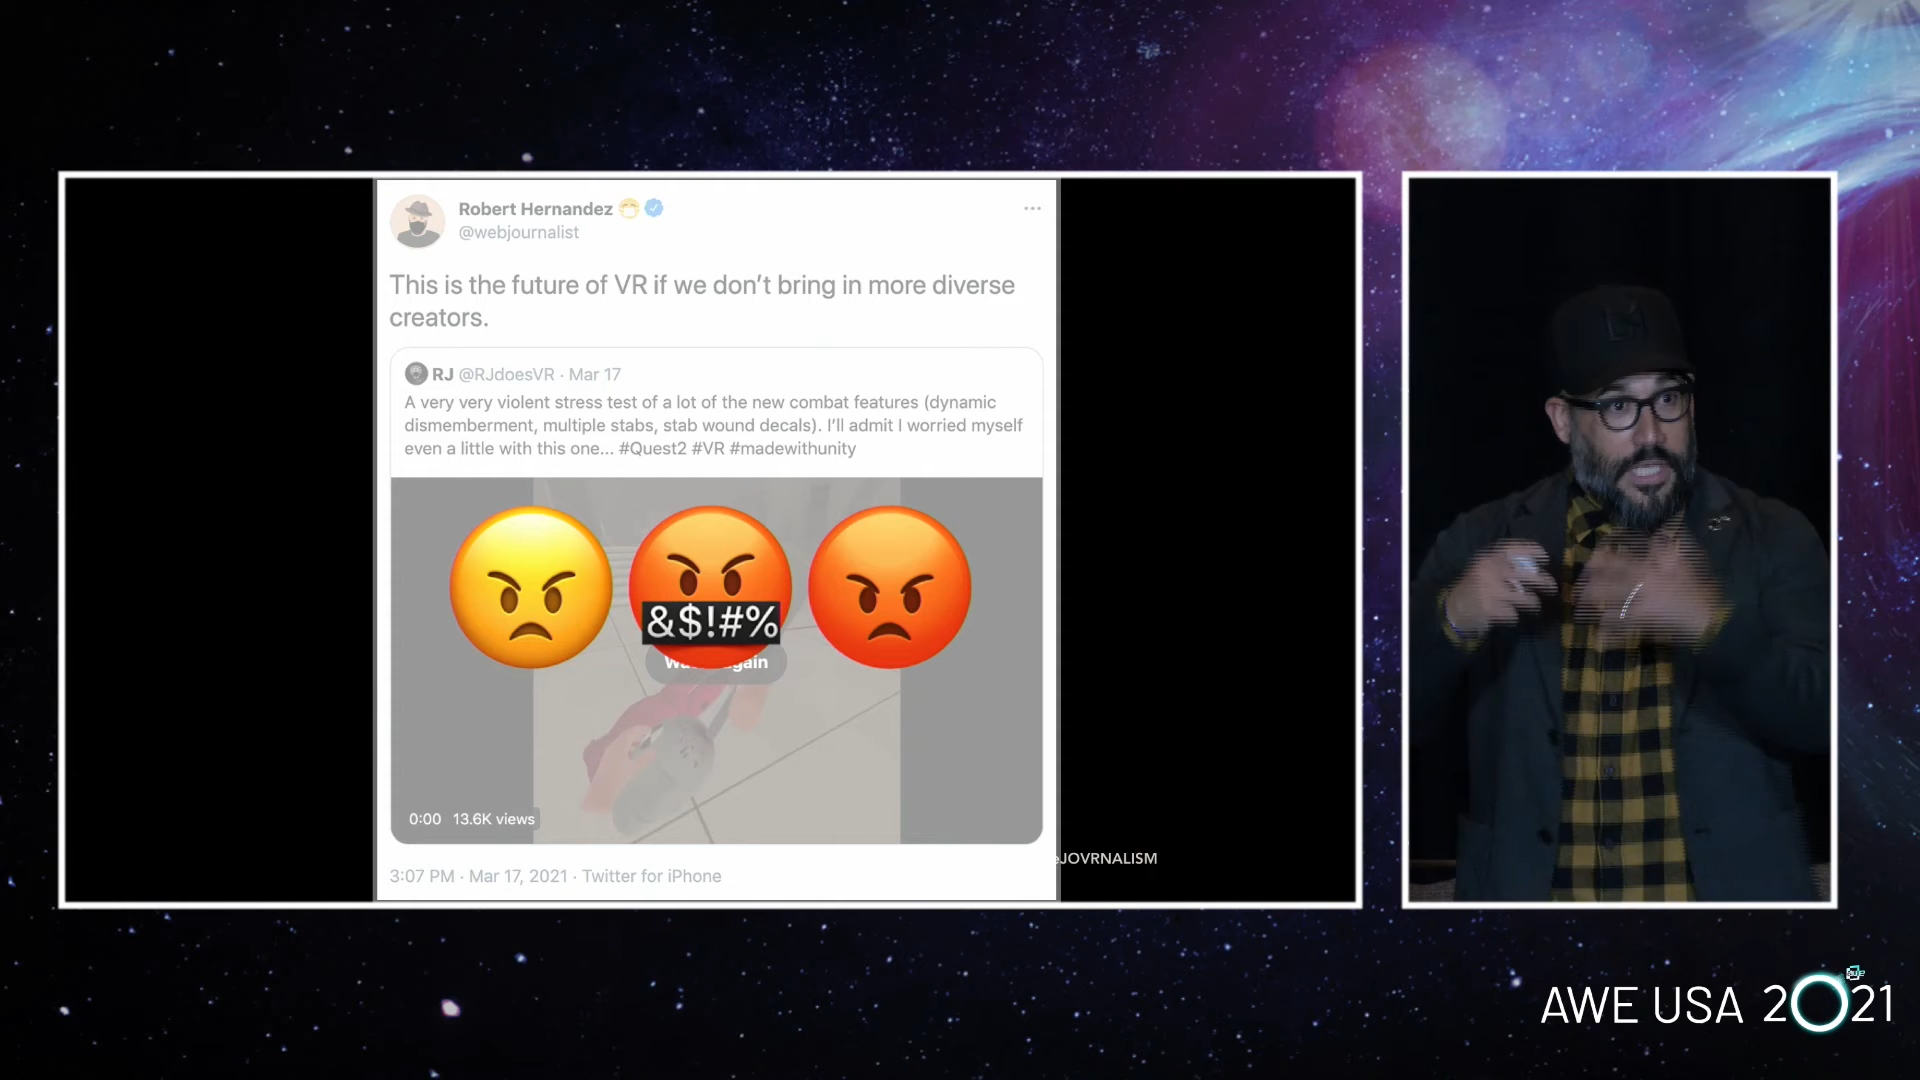 Robert Hernandez
@webjournalist
This is the future of VR if we don’t bring in more diverse
creators.
RJ @RJdoesVR · Mar 17
A very very violent stress test of a lot of the new combat features (dynamic
dismemberment, multiple stabs, stab wound decals). I’ll admit I worried myself
even a little with this one... #Quest2 #VR #madewithunity
&$!#%
0:00 13.6K views
3:07 PM · Mar 17, 2021 · Twitter for iPhone
JOVRNALISM
AWE USA 2021